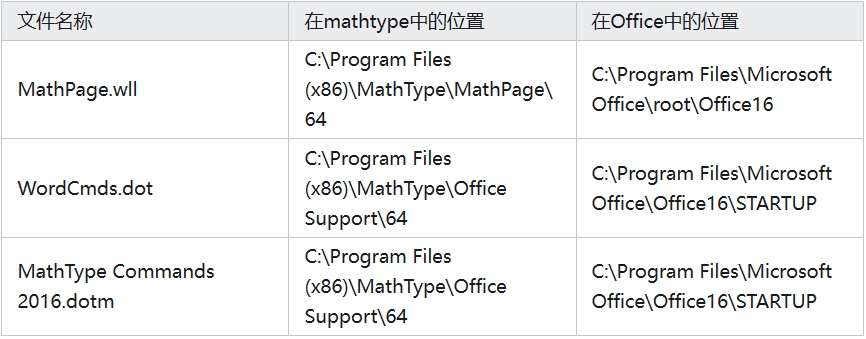 文件名称
在mathtype中的位置
在Office中的位置
MathPage.wll
C:\Program Files
(x86)\MathType\MathPage\
64
C:\Program Files\Microsoft
Office\root\Office16
WordCmds.dot
C:\Program Files
(x86)\MathType\Office
Support\64
C:\Program Files\Microsoft
Office\Office16\STARTUP
MathType Commands
2016.dotm
C:\Program Files
(x86)\MathType\Office
Support\64
C:\Program Files\Microsoft
Office\Office16\STARTUP